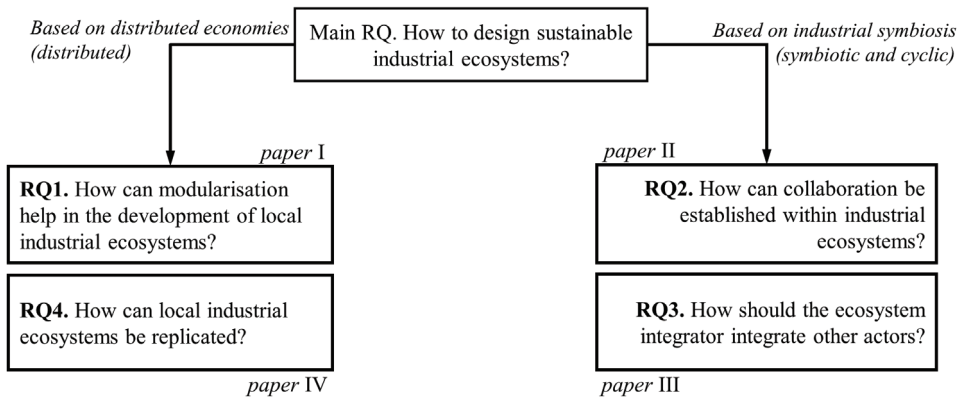 Based on distributed economies
(distributed)
Main RQ. How to design sustainable
industrial ecosystems?
Based on industrial symbiosis
(symbiotic and cyclic)
paper I
RQ1. How can modularisation
help in the development of local
industrial ecosystems?
RQ4. How can local industrial
ecosystems be replicated?
paper IV
paper II
RQ2. How can collaboration be
established within industrial
ecosystems?
RQ3. How should the ecosystem
integrator integrate other actors?
paper III